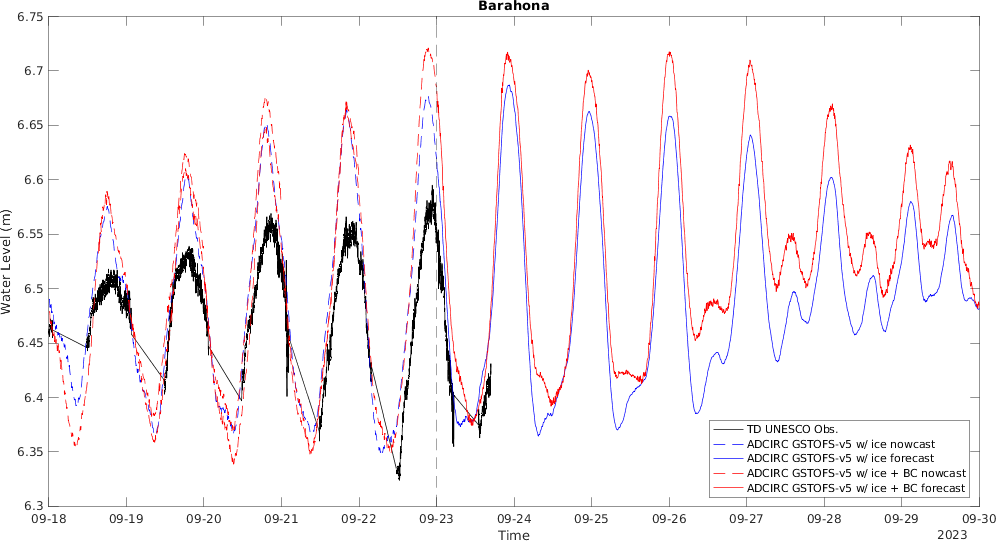 Barahona
6.75
6.7
6.65
6.6
6.55
6.5
6.45
6.4
6.35
6.3
Water Level (m)
TD UNESCO Obs.
ADCIRC GSTOFS-v5 w/ ice nowcast
ADCIRC GSTOFS-v5 w/ ice forecast
ADCIRC GSTOFS-v5 w/ ice + BC nowcast
ADCIRC GSTOFS-v5 w/ ice + BC forecast
09-18 09-19 09-20 09-21 09-22 09-23 09-24 09-25 09-26 09-27 09-28 09-29 09-30
Time
2023